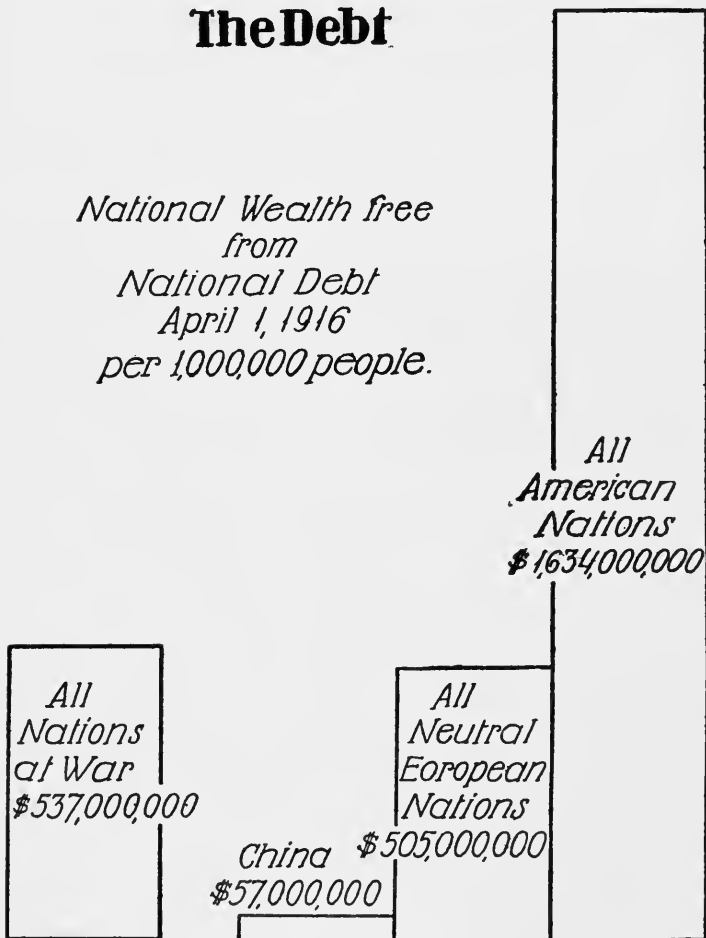 The Debt
National Wealth free
from
National Debt
April 1, 1916
per 1,000,000 people.
All
Nations
at War
$537,000,000
China
$57,000,000
All
Neutral
Eoropean
Nations
$505,000,000
All
American
Nations
$1,634,000,000